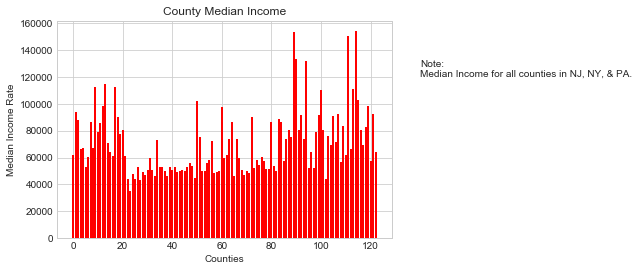 County Median Income
160000
140000
120000
100000
80000
60000
40000
20000
0
Median Income Rate
0 20 40 60 80 100 120
Counties
Note:
Median Income for all counties in NJ, NY, & PA.